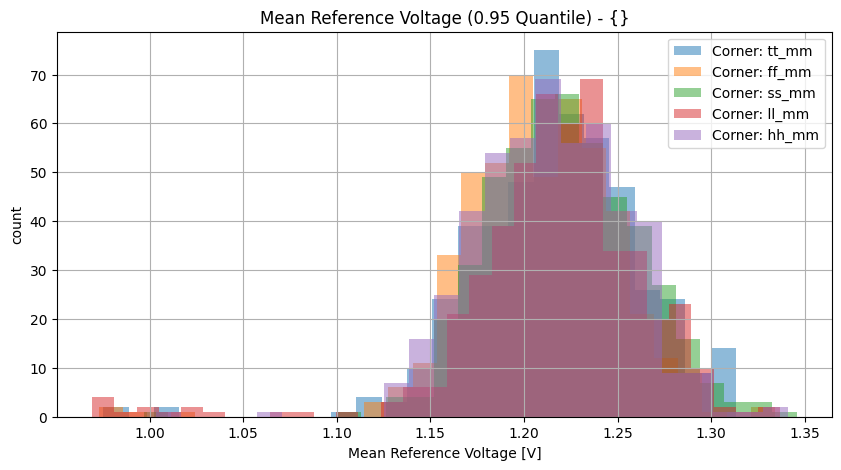 Mean Reference Voltage (0.95 Quantile) - {}
Corner: tt_mm
Corner: ff_mm
Corner: ss_mm
Corner: ll_mm
Corner: hh_mm
70
60
50
40
30
20
10
0
count
1.00 1.05 1.10 1.15 1.20 1.25 1.30 1.35
Mean Reference Voltage [V]